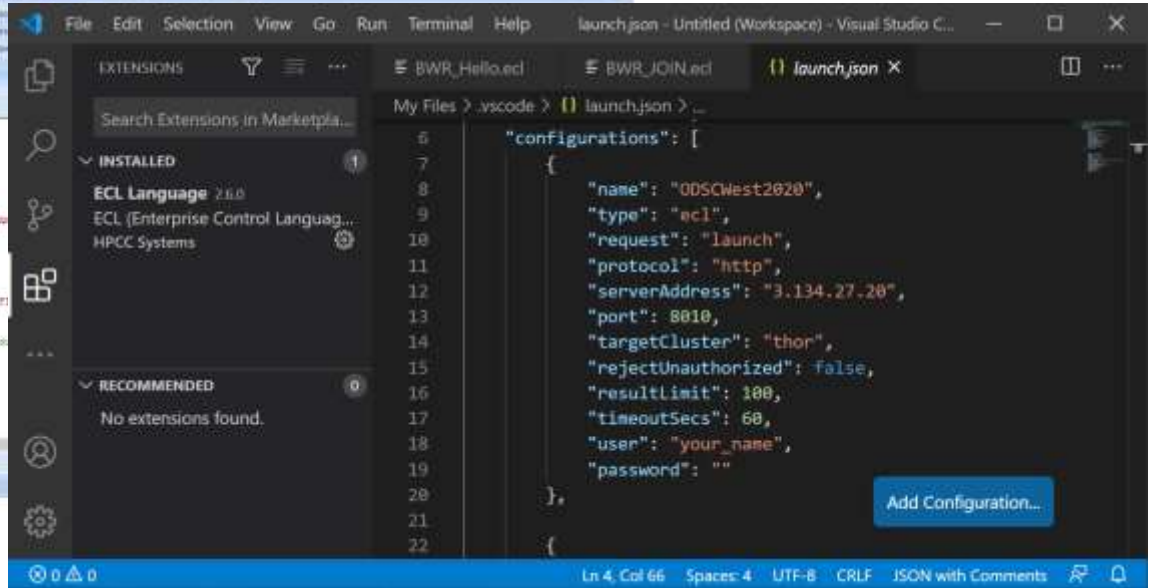 File Edit Selection View Go Run Terminal Help launch.json - Untitled (Workspace) - Visual Studio C...
EXTENSIONS
Search Extensions in Marketpla...
INSTALLED 1
ECL Language 2.6.0
ECL (Enterprise Control Languag...
HPCC Systems
RECOMMENDED 0
No extensions found.
BWR_Hello.ecl BWR_JOIN.ecl {} launch.json
My Files > .vscode > {} launch.json > ...
6 "configurations": [
7 {
8 "name": "ODSCWest2020",
9 "type": "ecl",
10 "request": "launch",
11 "protocol": "http",
12 "serverAddress": "3.134.27.20",
13 "port": 8010,
14 "targetCluster": "thor",
15 "rejectUnauthorized": false,
16 "resultLimit": 100,
17 "timeoutSecs": 60,
18 "user": "your_name",
19 "password": ""
20 },
21
22 {
Add Configuration...
0 0 Ln 4, Col 66 Spaces: 4 UTF-8 CRLF JSON with Comments